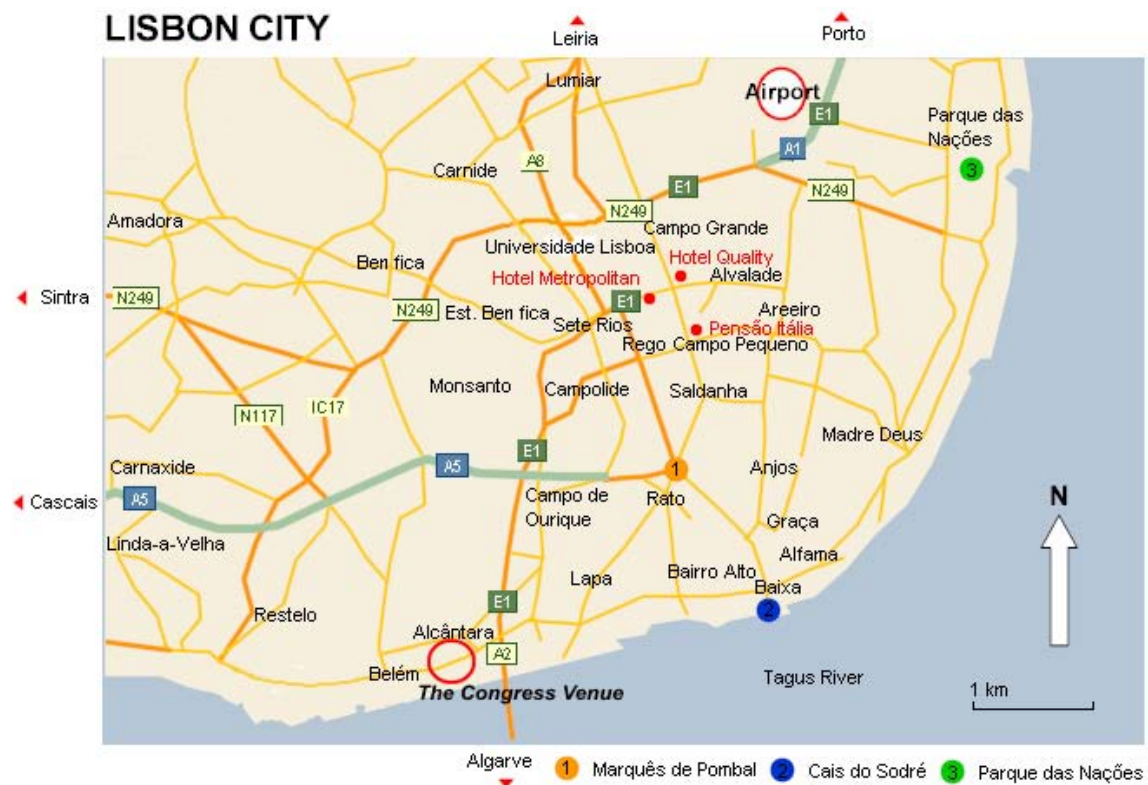 LISBON CITY
Leiria
Porto
Lumiar
Airport
E1
Parque das
Nações
A1
A8
Carnide
E1
N249
N249
Amadora
Campo Grande
Universidade Lisboa
Ben fica
Hotel Quality
Hotel Metropolitan
Alvalade
Sintra
N249
N249
Est. Ben fica
E1
Areeiro
Sete Rios
Pensão Itália
Rego Campo Pequeno
Monsanto
Campolide
Saldanha
N117
IC17
Madre Deus
E1
Carnaxide
A5
1
Anjos
Cascais
A5
Campo de
Ourique
Rato
N
Graça
Linda-a-Velha
Alfama
Lapa
Bairro Alto
Baixa
E1
2
3
Restelo
Alcântara
A2
Belém
The Congress Venue
Tagus River
1 km
Algarve
1 Marquês de Pombal
2 Cais do Sodré
3 Parque das Nações